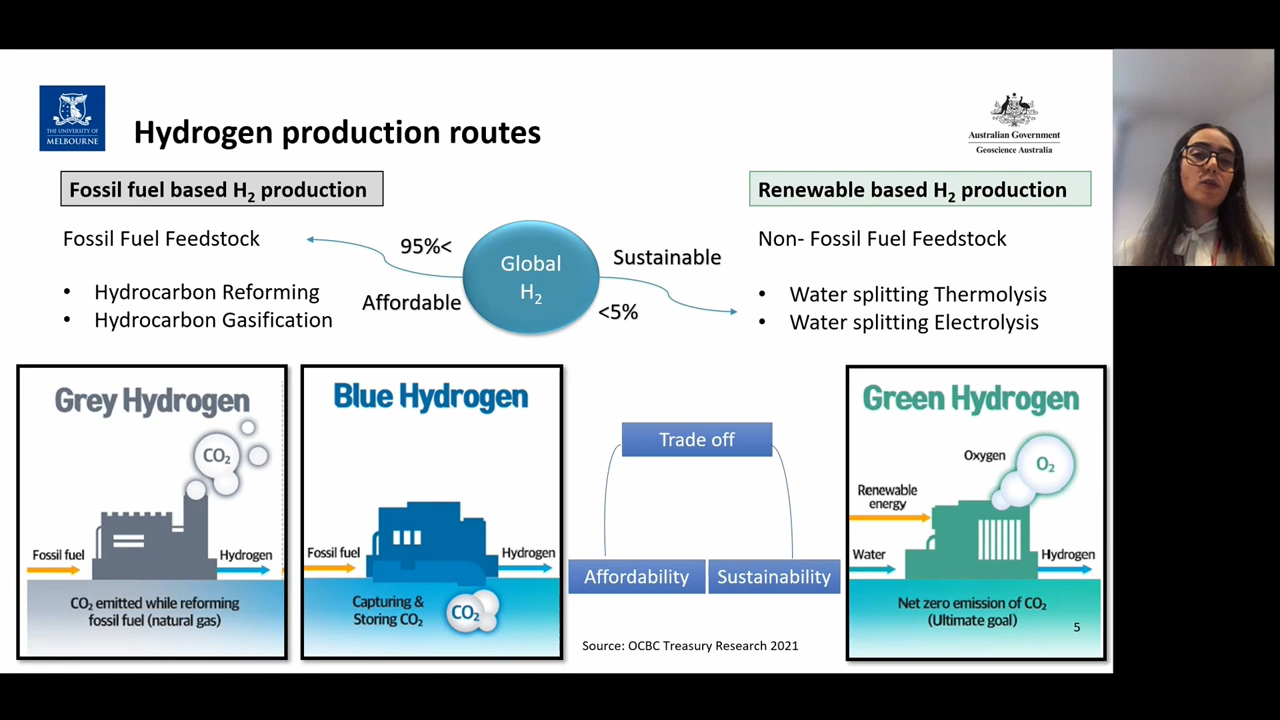 THE UNIVERSITY OF
MELBOURNE
Hydrogen production routes
Australian Government
Geoscience Australia
Fossil fuel based H₂ production
Fossil Fuel Feedstock
• Hydrocarbon Reforming
• Hydrocarbon Gasification
95%<
Affordable
Global
H₂
Sustainable
<5%
Renewable based H₂ production
Non- Fossil Fuel Feedstock
• Water splitting Thermolysis
• Water splitting Electrolysis
Grey Hydrogen
CO₂
Fossil fuel
Hydrogen
CO₂ emitted while reforming
fossil fuel (natural gas)
Blue Hydrogen
Fossil fuel
Hydrogen
Capturing &
Storing CO₂
CO₂
Trade off
Affordability
Sustainability
Source: OCBC Treasury Research 2021
Green Hydrogen
Oxygen
O₂
Renewable
energy
Water
Hydrogen
Net zero emission of CO₂
(Ultimate goal)
5